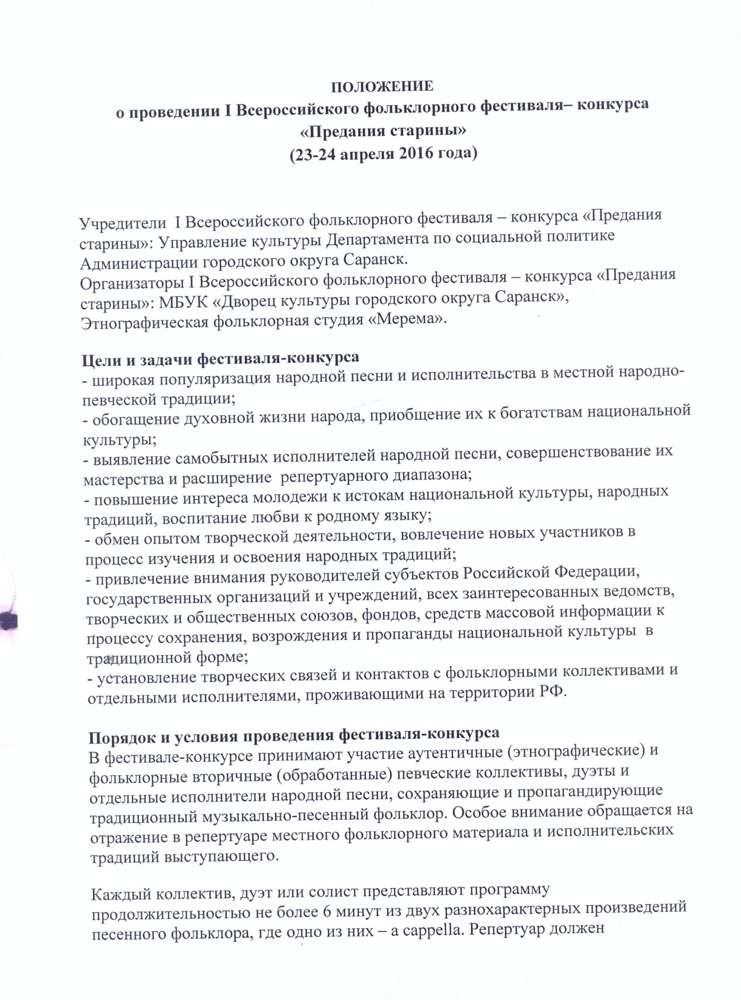 ПОЛОЖЕНИЕ
о проведении I Всероссийского фольклорного фестиваля– конкурса
«Предания старины»
(23-24 апреля 2016 года)
Учредители  I Всероссийского фольклорного фестиваля – конкурса «Предания
старины»: Управление культуры Департамента по социальной политике
Администрации городского округа Саранск.
Организаторы I Всероссийского фольклорного фестиваля – конкурса «Предания
старины»: МБУК «Дворец культуры городского округа Саранск»,
Этнографическая фольклорная студия «Мерема».
Цели и задачи фестиваля-конкурса
- широкая популяризация народной песни и исполнительства в местной народно-
певческой традиции;
- обогащение духовной жизни народа, приобщение их к богатствам национальной
культуры;
- выявление самобытных исполнителей народной песни, совершенствование их
мастерства и расширение  репертуарного диапазона;
- повышение интереса молодежи к истокам национальной культуры, народных
традиций, воспитание любви к родному языку;
- обмен опытом творческой деятельности, вовлечение новых участников в
процесс изучения и освоения народных традиций;
- привлечение внимания руководителей субъектов Российской Федерации,
государственных организаций и учреждений, всех заинтересованных ведомств,
творческих и общественных союзов, фондов, средств массовой информации к
процессу сохранения, возрождения и пропаганды национальной культуры  в
традиционной форме;
- установление творческих связей и контактов с фольклорными коллективами и
отдельными исполнителями, проживающими на территории РФ.
Порядок и условия проведения фестиваля-конкурса
В фестивале-конкурсе принимают участие аутентичные (этнографические) и
фольклорные вторичные (обработанные) певческие коллективы, дуэты и
отдельные исполнители народной песни, сохраняющие и пропагандирующие
традиционный музыкально-песенный фольклор. Особое внимание обращается на
отражение в репертуаре местного фольклорного материала и исполнительских
традиций выступающего.
Каждый коллектив, дуэт или солист представляют программу
продолжительностью не более 6 минут из двух разнохарактерных произведений
песенного фольклора, где одно из них – a cappella. Репертуар должен